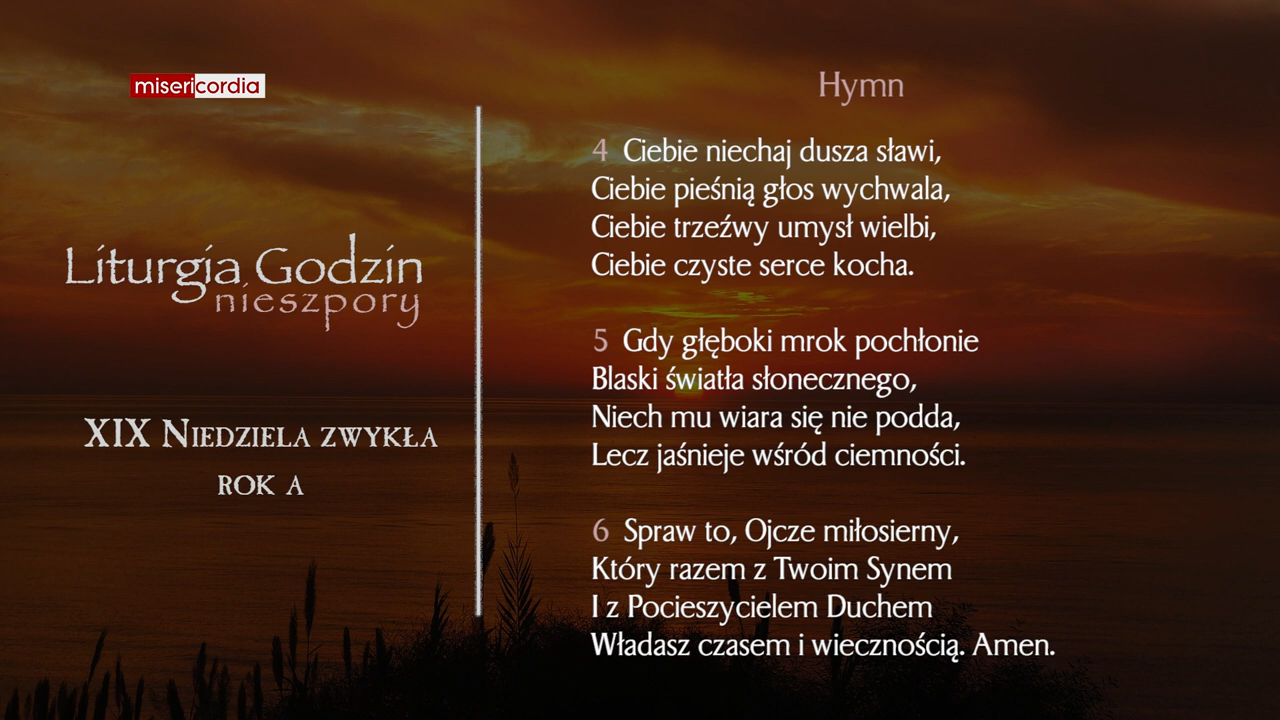 misericordia
Liturgia Godzin
nieszpory
XIX Niedziela zwykła
rok a
Hymn
4 Ciebie niechaj dusza sławi,
Ciebie pieśnią głos wychwala,
Ciebie trzeźwy umysł wielbi,
Ciebie czyste serce kocha.
5 Gdy głęboki mrok pochłonie
Blaski światła słonecznego,
Niech mu wiara się nie podda,
Lecz jaśnieje wśród ciemności.
6 Spraw to, Ojcze miłosierny,
Który razem z Twoim Synem
I z Pocieszycielem Duchem
Władasz czasem i wiecznością. Amen.